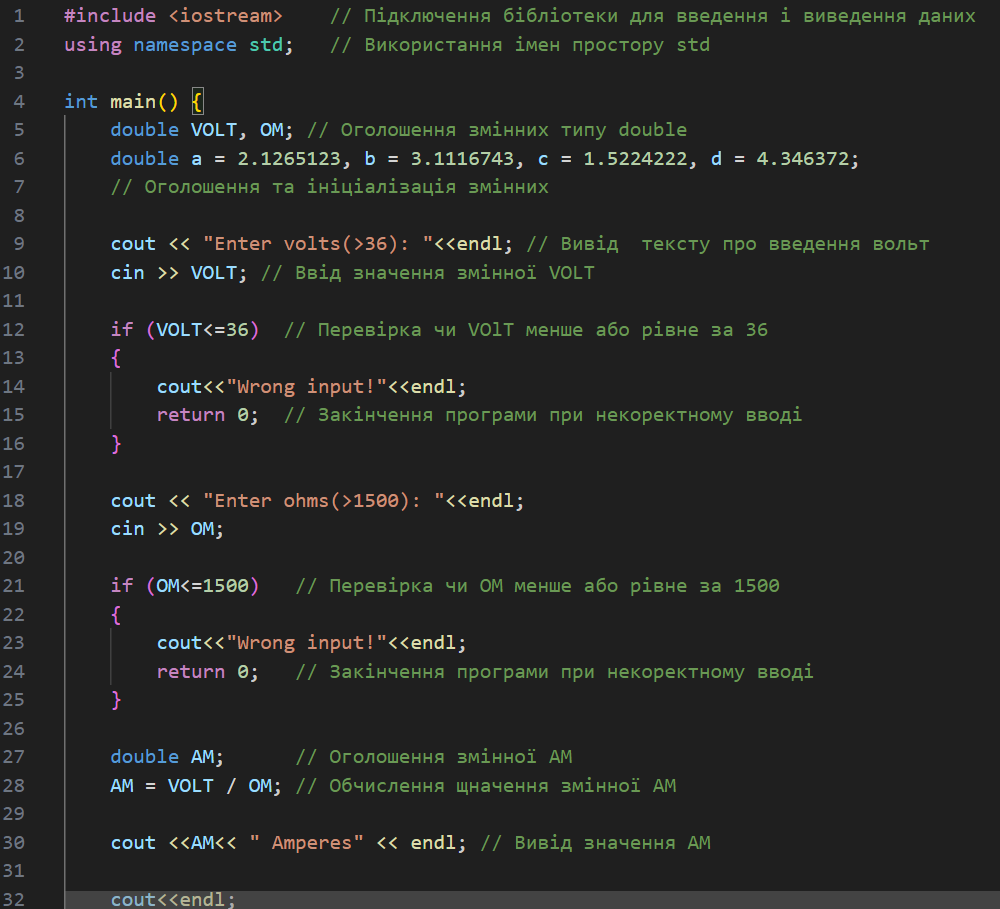 1 #include <iostream>    // Підключення бібліотеки для введення і виведення даних
2 using namespace std;   // Використання імен простору std
3
4 int main() {
5     double VOLT, OM; // Оголошення змінних типу double
6     double a = 2.1265123, b = 3.1116743, c = 1.5224222, d = 4.346372;
7     // Оголошення та ініціалізація змінних
8
9     cout << "Enter volts(>36): "<<endl; // Вивід  тексту про введення вольт
10     cin >> VOLT; // Ввід значення змінної VOLT
11
12     if (VOLT<=36)  // Перевірка чи VOlT менше або рівне за 36
13     {
14         cout<<"Wrong input!"<<endl;
15         return 0;  // Закінчення програми при некоректному вводі
16     }
17
18     cout << "Enter ohms(>1500): "<<endl;
19     cin >> OM;
20
21     if (OM<=1500)   // Перевірка чи OM менше або рівне за 1500
22     {
23         cout<<"Wrong input!"<<endl;
24         return 0;   // Закінчення програми при некоректному вводі
25     }
26
27     double AM;      // Оголошення змінної AM
28     AM = VOLT / OM; // Обчислення щначення змінної AM
29
30     cout <<AM<< " Amperes" << endl; // Вивід значення AM
31
32     cout<<endl;